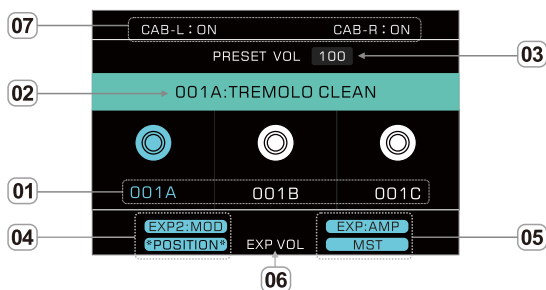 07 CAB-L：ON CAB-R：ON
PRESET VOL 100 03
02 001A:TREMOLO CLEAN
01 001A 001B 001C
04 EXP2:MOD EXP:AMP 05
*POSITION* EXP VOL MST
06